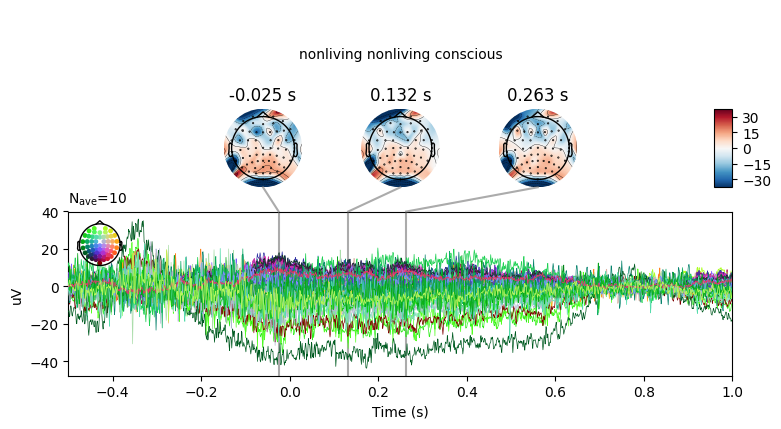 nonliving nonliving conscious
-0.025 s 0.132 s 0.263 s
30
15
0
−15
−30
Nave=10
40
20
0
−20
−40
uV
−0.4 −0.2 0.0 0.2 0.4 0.6 0.8 1.0
Time (s)